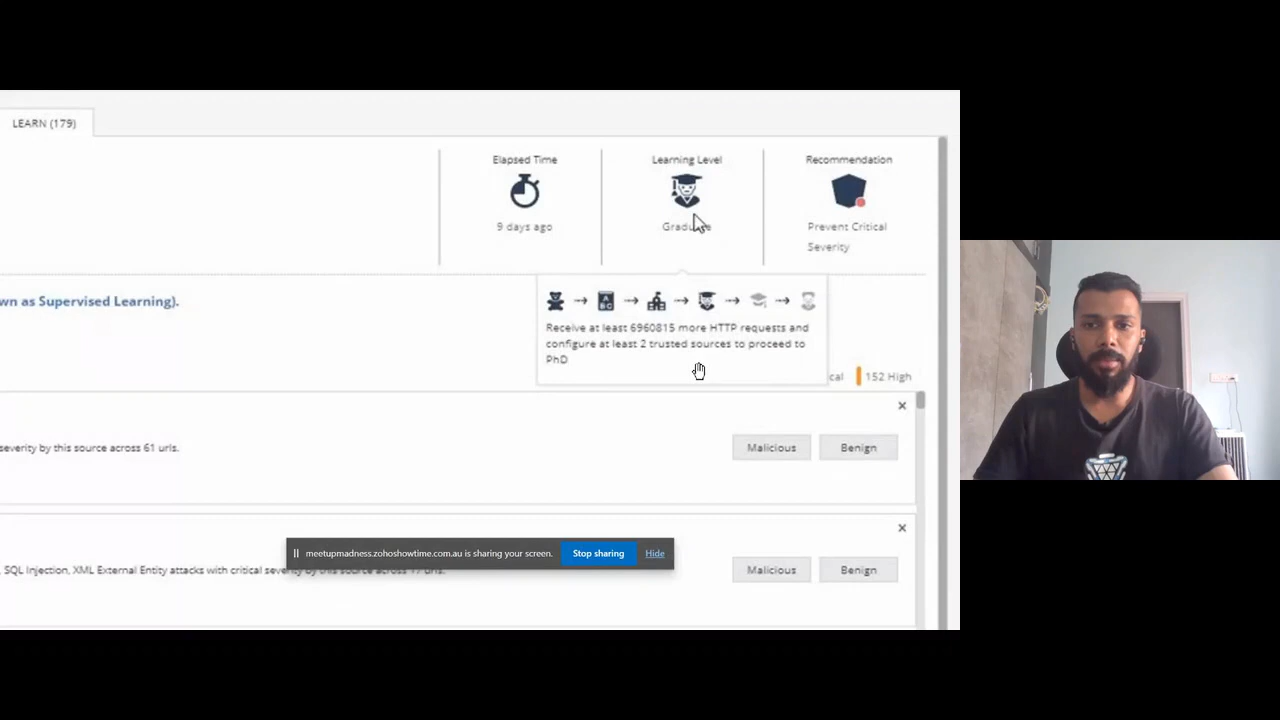 LEARN (179)
Elapsed Time
Learning Level
Recommendation
9 days ago
Graduate
Prevent Critical
Severity
wn as Supervised Learning).
A
B C
Receive at least 6960815 more HTTP requests and
configure at least 2 trusted sources to proceed to
PhD
cal
152 High
severity by this source across 61 urls.
Malicious
Benign
meetupmadness.zohoshowtime.com.au is sharing your screen.
Stop sharing
Hide
, SQL Injection, XML External Entity attacks with critical severity by this source across 17 urls.
Malicious
Benign